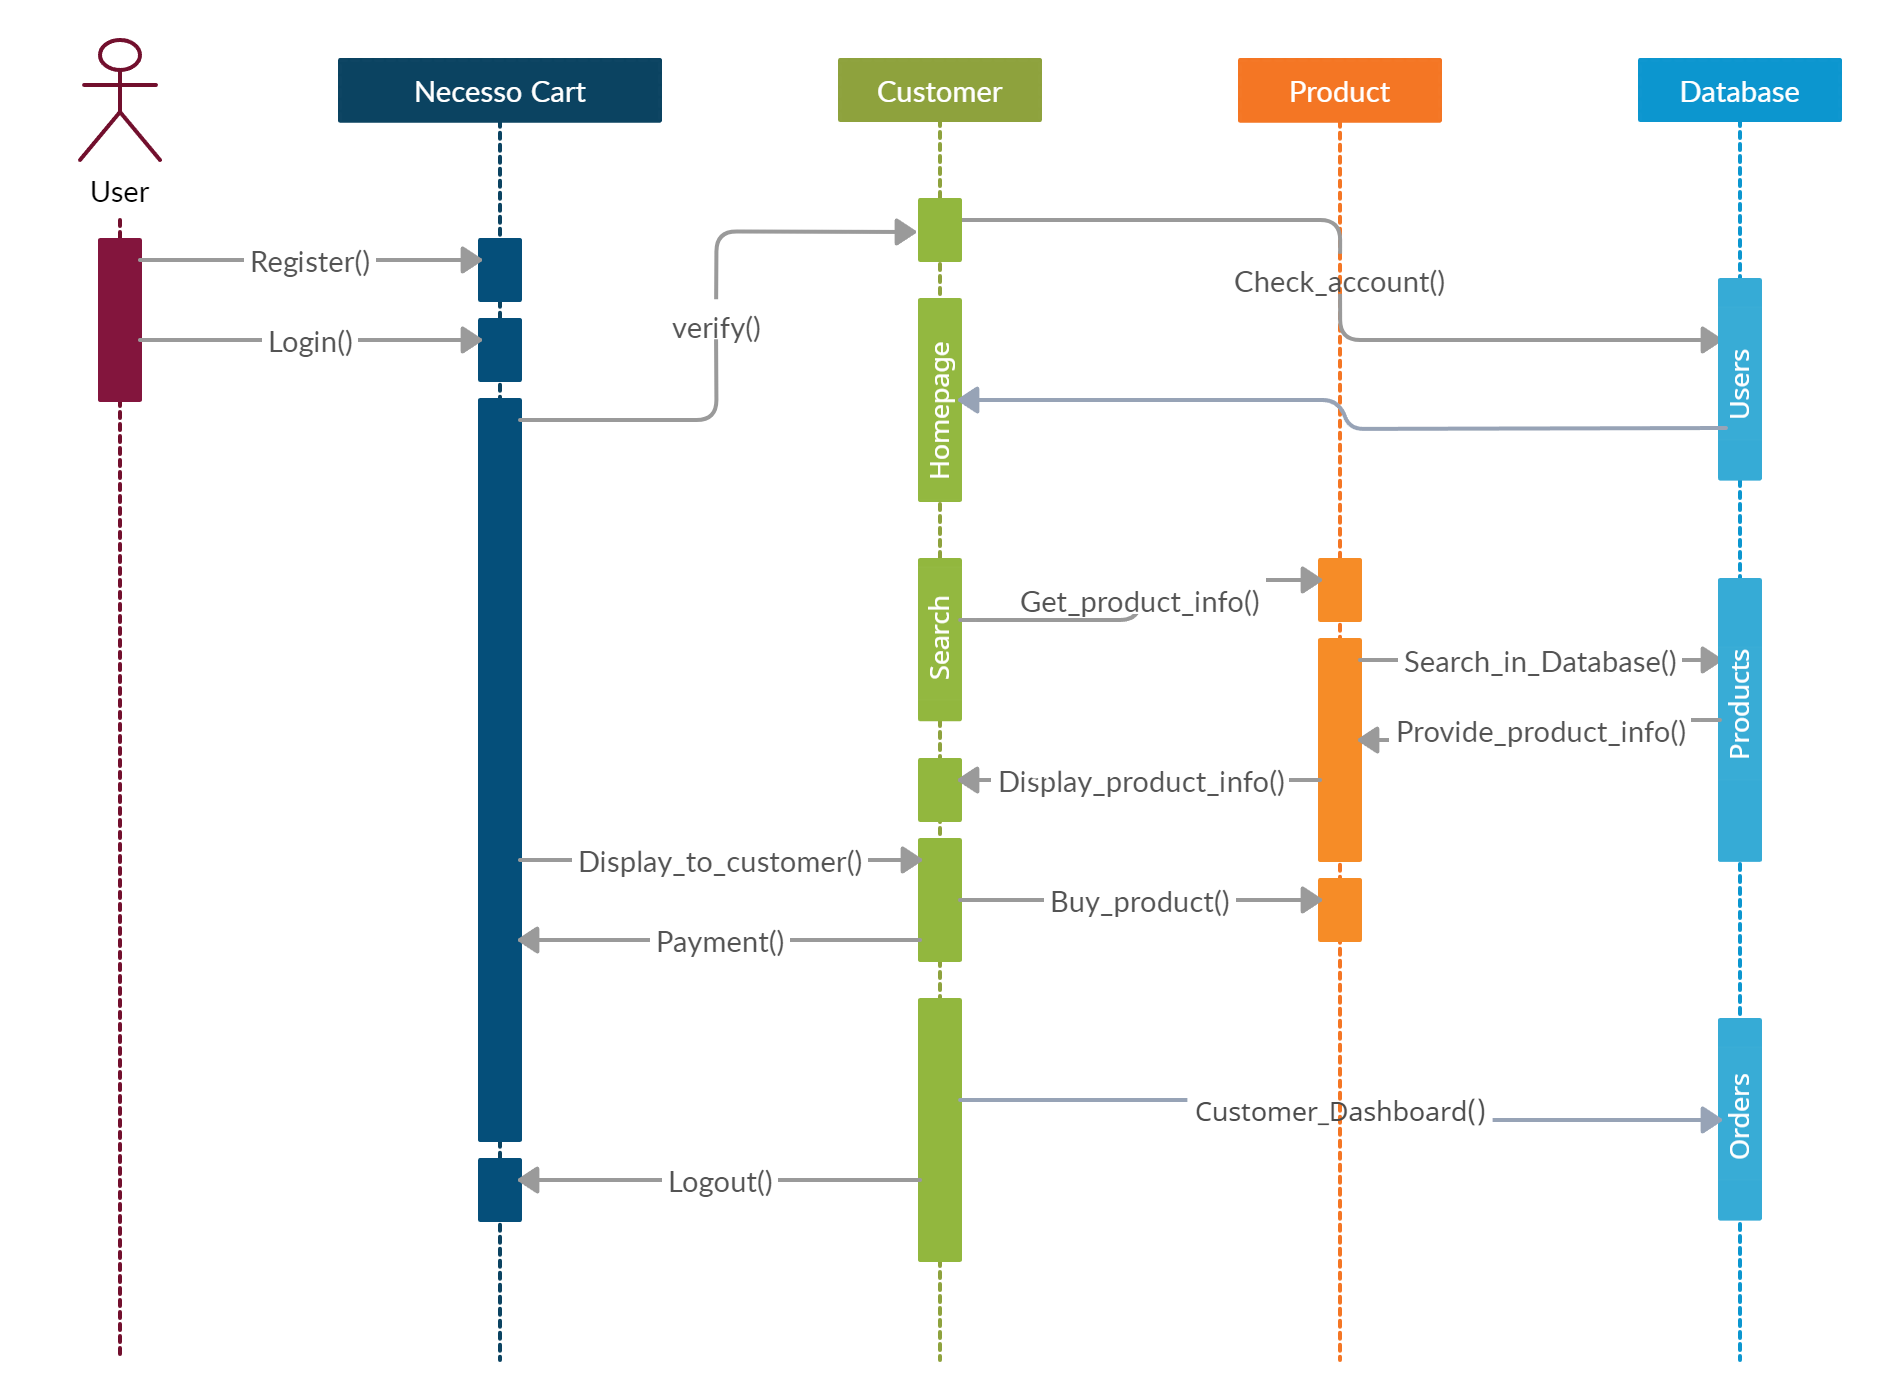 Necesso Cart
Customer
Product
Database
User
Register()
Check_account()
verify()
Login()
Homepage
Users
Get_product_info()
Search
Search_in_Database()
Products
Provide_product_info()
Display_product_info()
Display_to_customer()
Buy_product()
Payment()
Customer_Dashboard()
Orders
Logout()